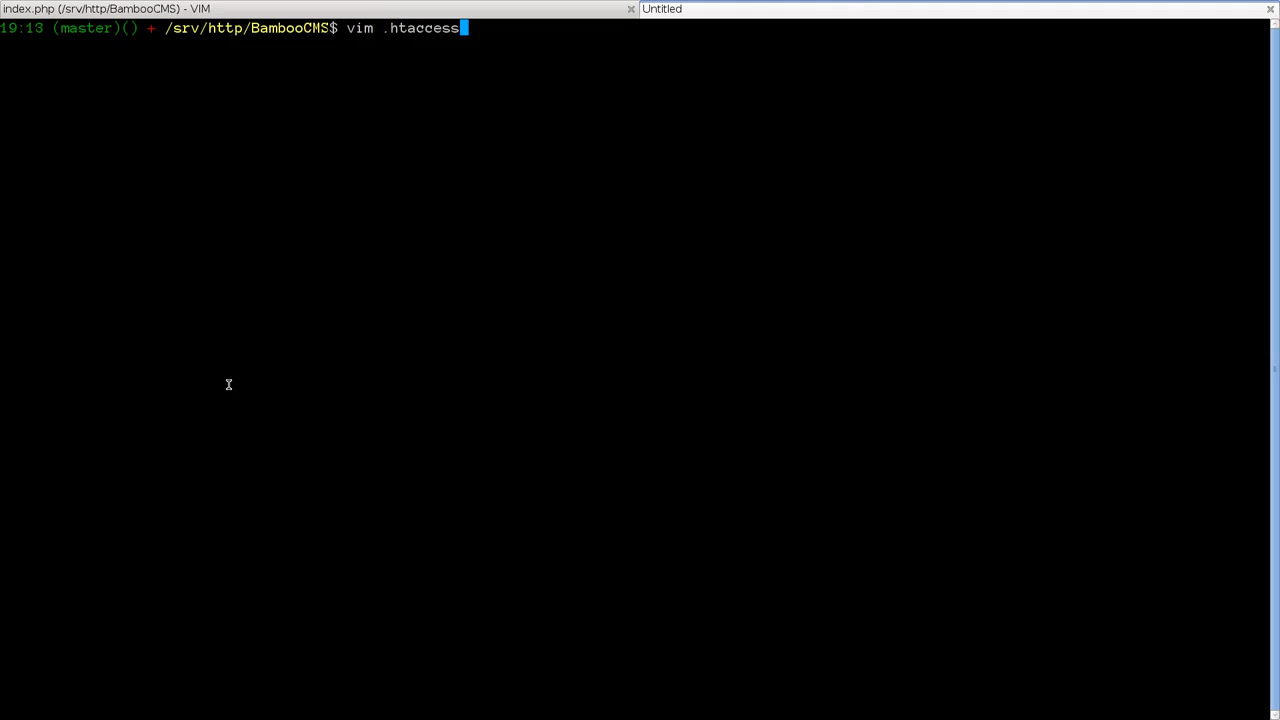 index.php (/srv/http/BambooCMS) - VIM
Untitled
19:13 (master)() + /srv/http/BambooCMS$ vim .htaccess